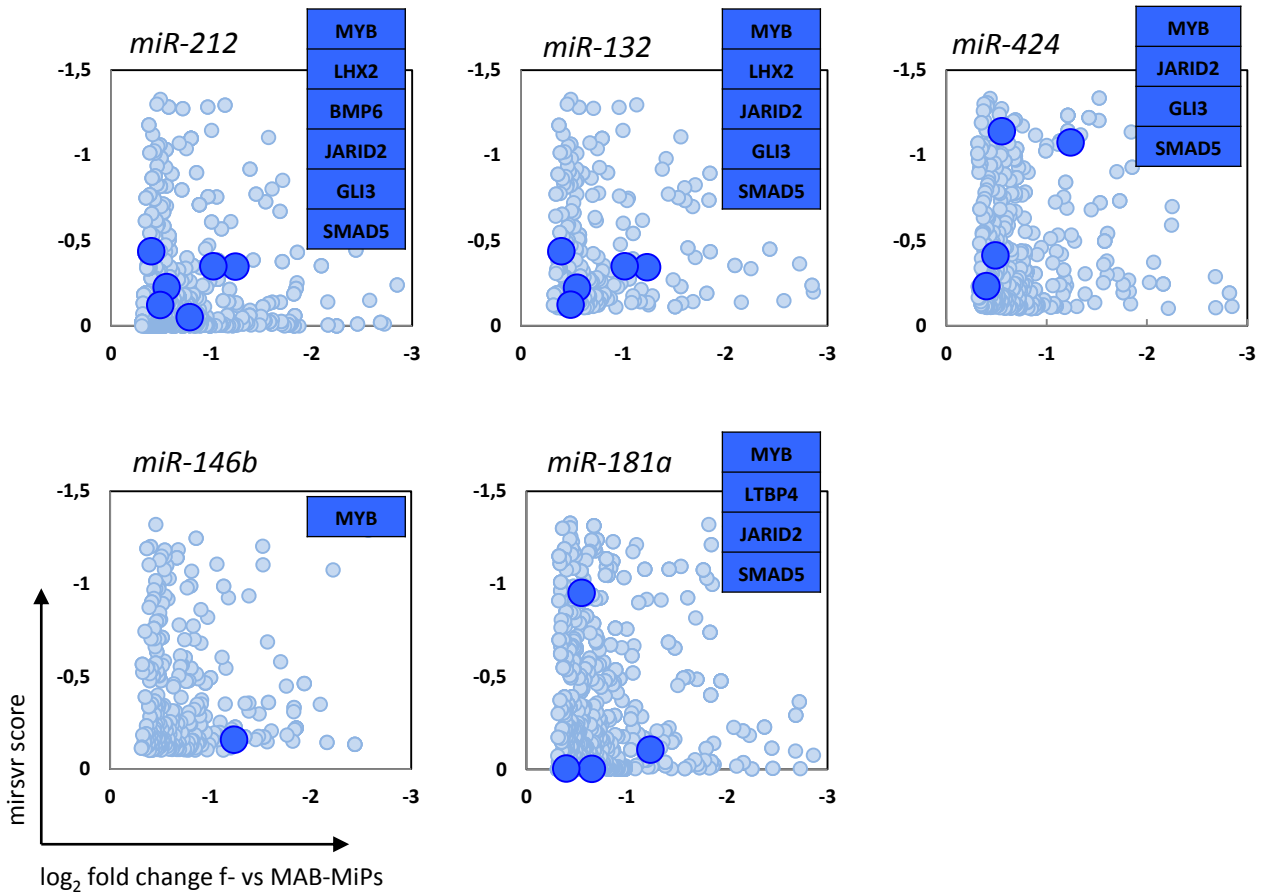 miR-212
MYB
LHX2
BMP6
JARID2
GLI3
SMAD5
-1,5
-1
-0,5
0
0 -1 -2 -3
miR-132
MYB
LHX2
JARID2
GLI3
SMAD5
-1,5
-1
-0,5
0
0 -1 -2 -3
miR-424
MYB
JARID2
GLI3
SMAD5
-1,5
-1
-0,5
0
0 -1 -2 -3
miR-146b
MYB
-1,5
-1
-0,5
0
0 -1 -2 -3
miR-181a
MYB
LTBP4
JARID2
SMAD5
-1,5
-1
-0,5
0
0 -1 -2 -3
mirsvr score
log₂ fold change f- vs MAB-MiPs